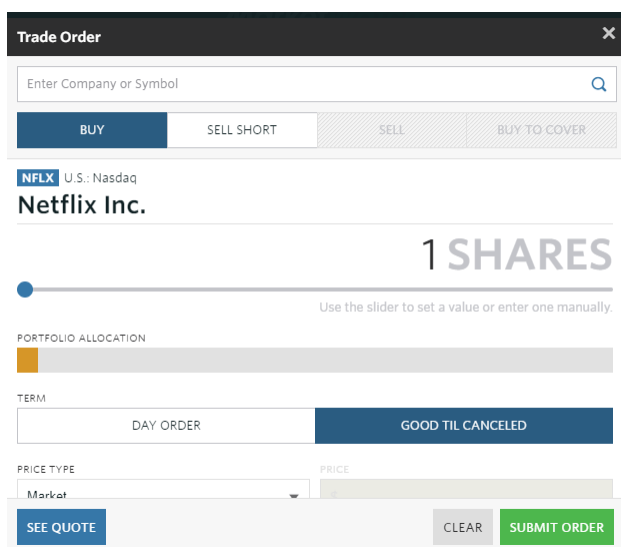 Trade Order
Enter Company or Symbol
BUY SELL SHORT SELL BUY TO COVER
NFLX U.S.: Nasdaq
Netflix Inc.
1 SHARES
Use the slider to set a value or enter one manually.
PORTFOLIO ALLOCATION
TERM
DAY ORDER GOOD TIL CANCELED
PRICE TYPE PRICE
Market
SEE QUOTE CLEAR SUBMIT ORDER